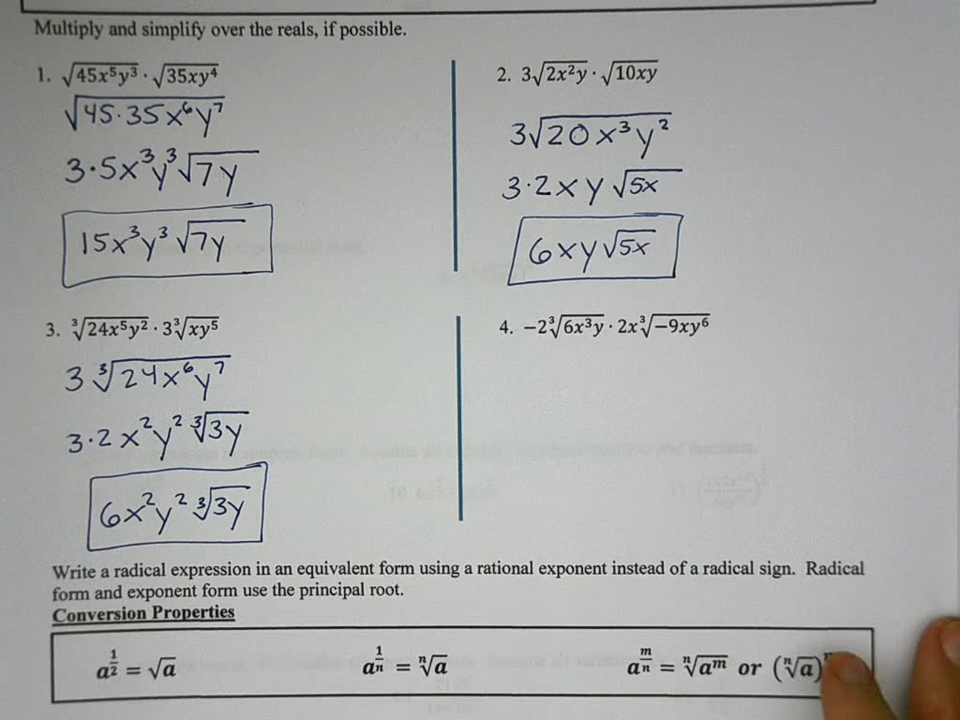 Multiply and simplify over the reals, if possible.
1. √(45x⁵y³) · √(35xy⁴)
√(45·35x⁶y⁷)
3·5x³y³√(7y)
15x³y³√(7y)
2. 3√(2x²y) · √(10xy)
3√(20x³y²)
3·2xy√(5x)
6xy√(5x)
3. ∛(24x⁵y²) · 3∛(xy⁵)
3∛(24x⁶y⁷)
3·2x²y²∛(3y)
6x²y²∛(3y)
4. −2∛(6x³y) · 2x∛(−9xy⁶)
Write a radical expression in an equivalent form using a rational exponent instead of a radical sign. Radical
form and exponent form use the principal root.
Conversion Properties
a^(1/2) = √a    a^(1/n) = ⁿ√a    a^(m/n) = ⁿ√(aᵐ) or (ⁿ√a)